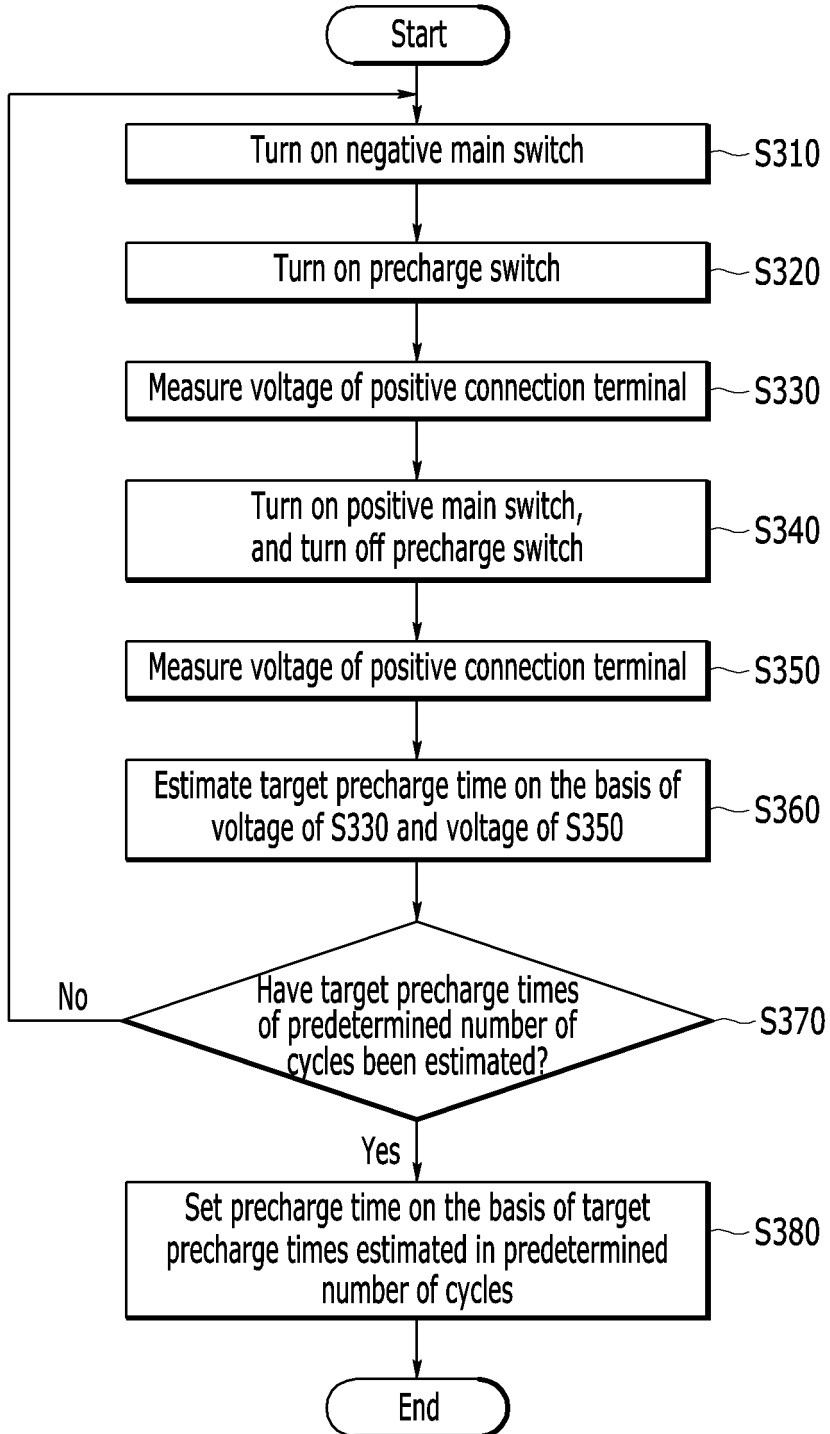 Start
Turn on negative main switch
S310
Turn on precharge switch
S320
Measure voltage of positive connection terminal
S330
Turn on positive main switch,
and turn off precharge switch
S340
Measure voltage of positive connection terminal
S350
Estimate target precharge time on the basis of
voltage of S330 and voltage of S350
S360
No
Have target precharge times
of predetermined number of
cycles been estimated?
S370
Yes
Set precharge time on the basis of target
precharge times estimated in predetermined
number of cycles
S380
End